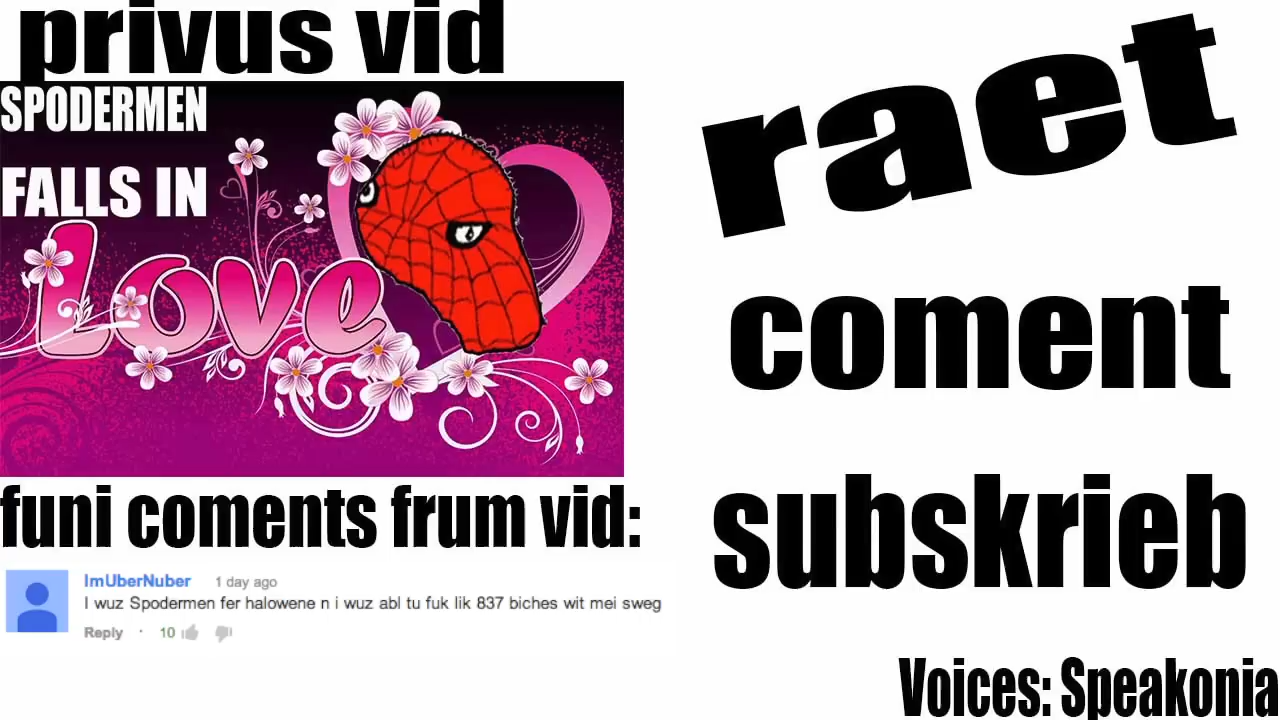 privus vid
SPODERMEN
FALLS IN
Love
funi coments frum vid:
ImUberNuber 1 day ago
I wuz Spodermen fer halowene n i wuz abl tu fuk lik 837 biches wit mei sweg
Reply · 10
raet
coment
subskrieb
Voices: Speakonia